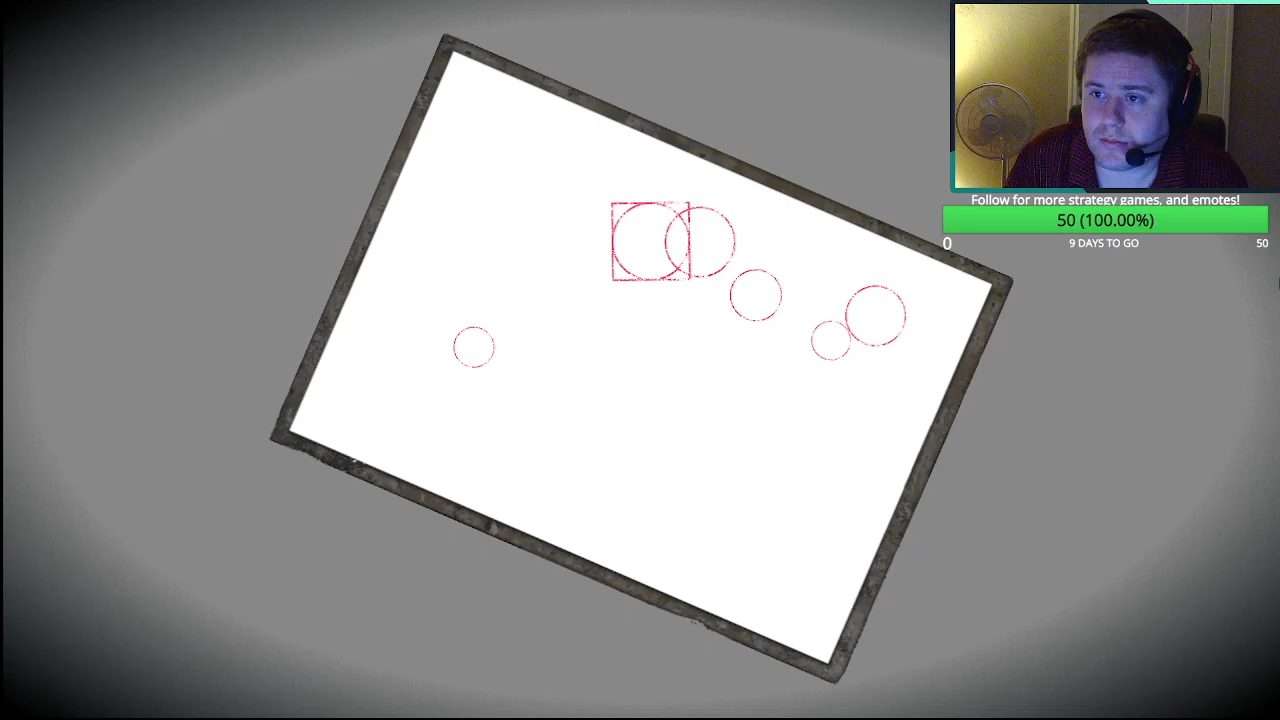 Follow for more strategy games, and emotes!
50 (100.00%)
0 9 DAYS TO GO 50